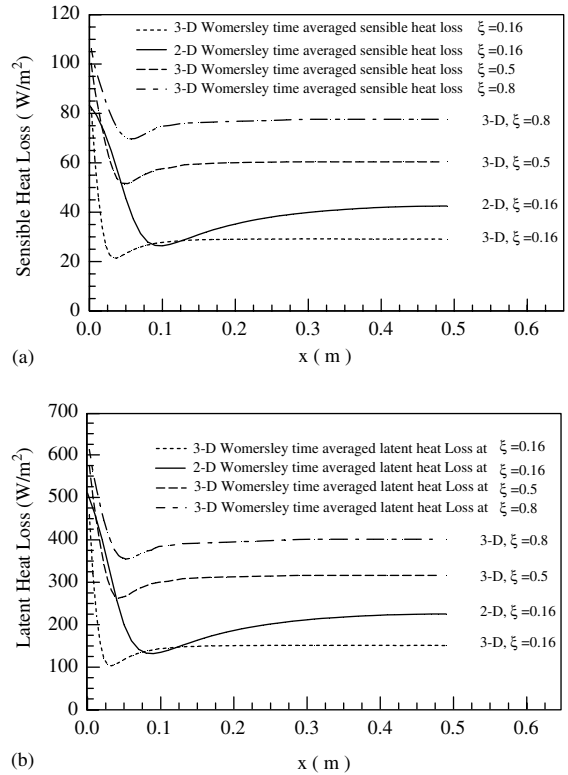 120
100
80
60
40
20
0
Sensible Heat Loss ( W/m²)
3-D Womersley time averaged sensible heat loss ξ=0.16
2-D Womersley time averaged sensible heat loss ξ=0.16
3-D Womersley time averaged sensible heat loss ξ=0.5
3-D Womersley time averaged sensible heat loss ξ=0.8
3-D, ξ=0.8
3-D, ξ=0.5
2-D, ξ=0.16
3-D, ξ=0.16
0.0 0.1 0.2 0.3 0.4 0.5 0.6
(a) x ( m )
700
600
500
400
300
200
100
0
Latent Heat Loss (W/m²)
3-D Womersley time averaged latent heat Loss at ξ=0.16
2-D Womersley time averaged latent heat Loss at ξ=0.16
3-D Womersley time averaged latent heat Loss at ξ=0.5
3-D Womersley time averaged latent heat Loss at ξ=0.8
3-D, ξ=0.8
3-D, ξ=0.5
2-D, ξ=0.16
3-D, ξ=0.16
0.0 0.1 0.2 0.3 0.4 0.5 0.6
(b) x ( m )